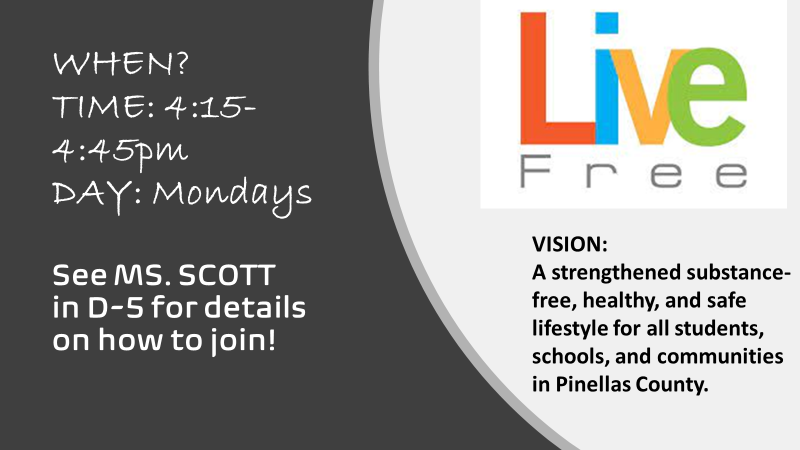 WHEN?
TIME: 4:15-
4:45pm
DAY: Mondays
See MS. SCOTT
in D-5 for details
on how to join!
Live
Free
VISION:
A strengthened substance-
free, healthy, and safe
lifestyle for all students,
schools, and communities
in Pinellas County.